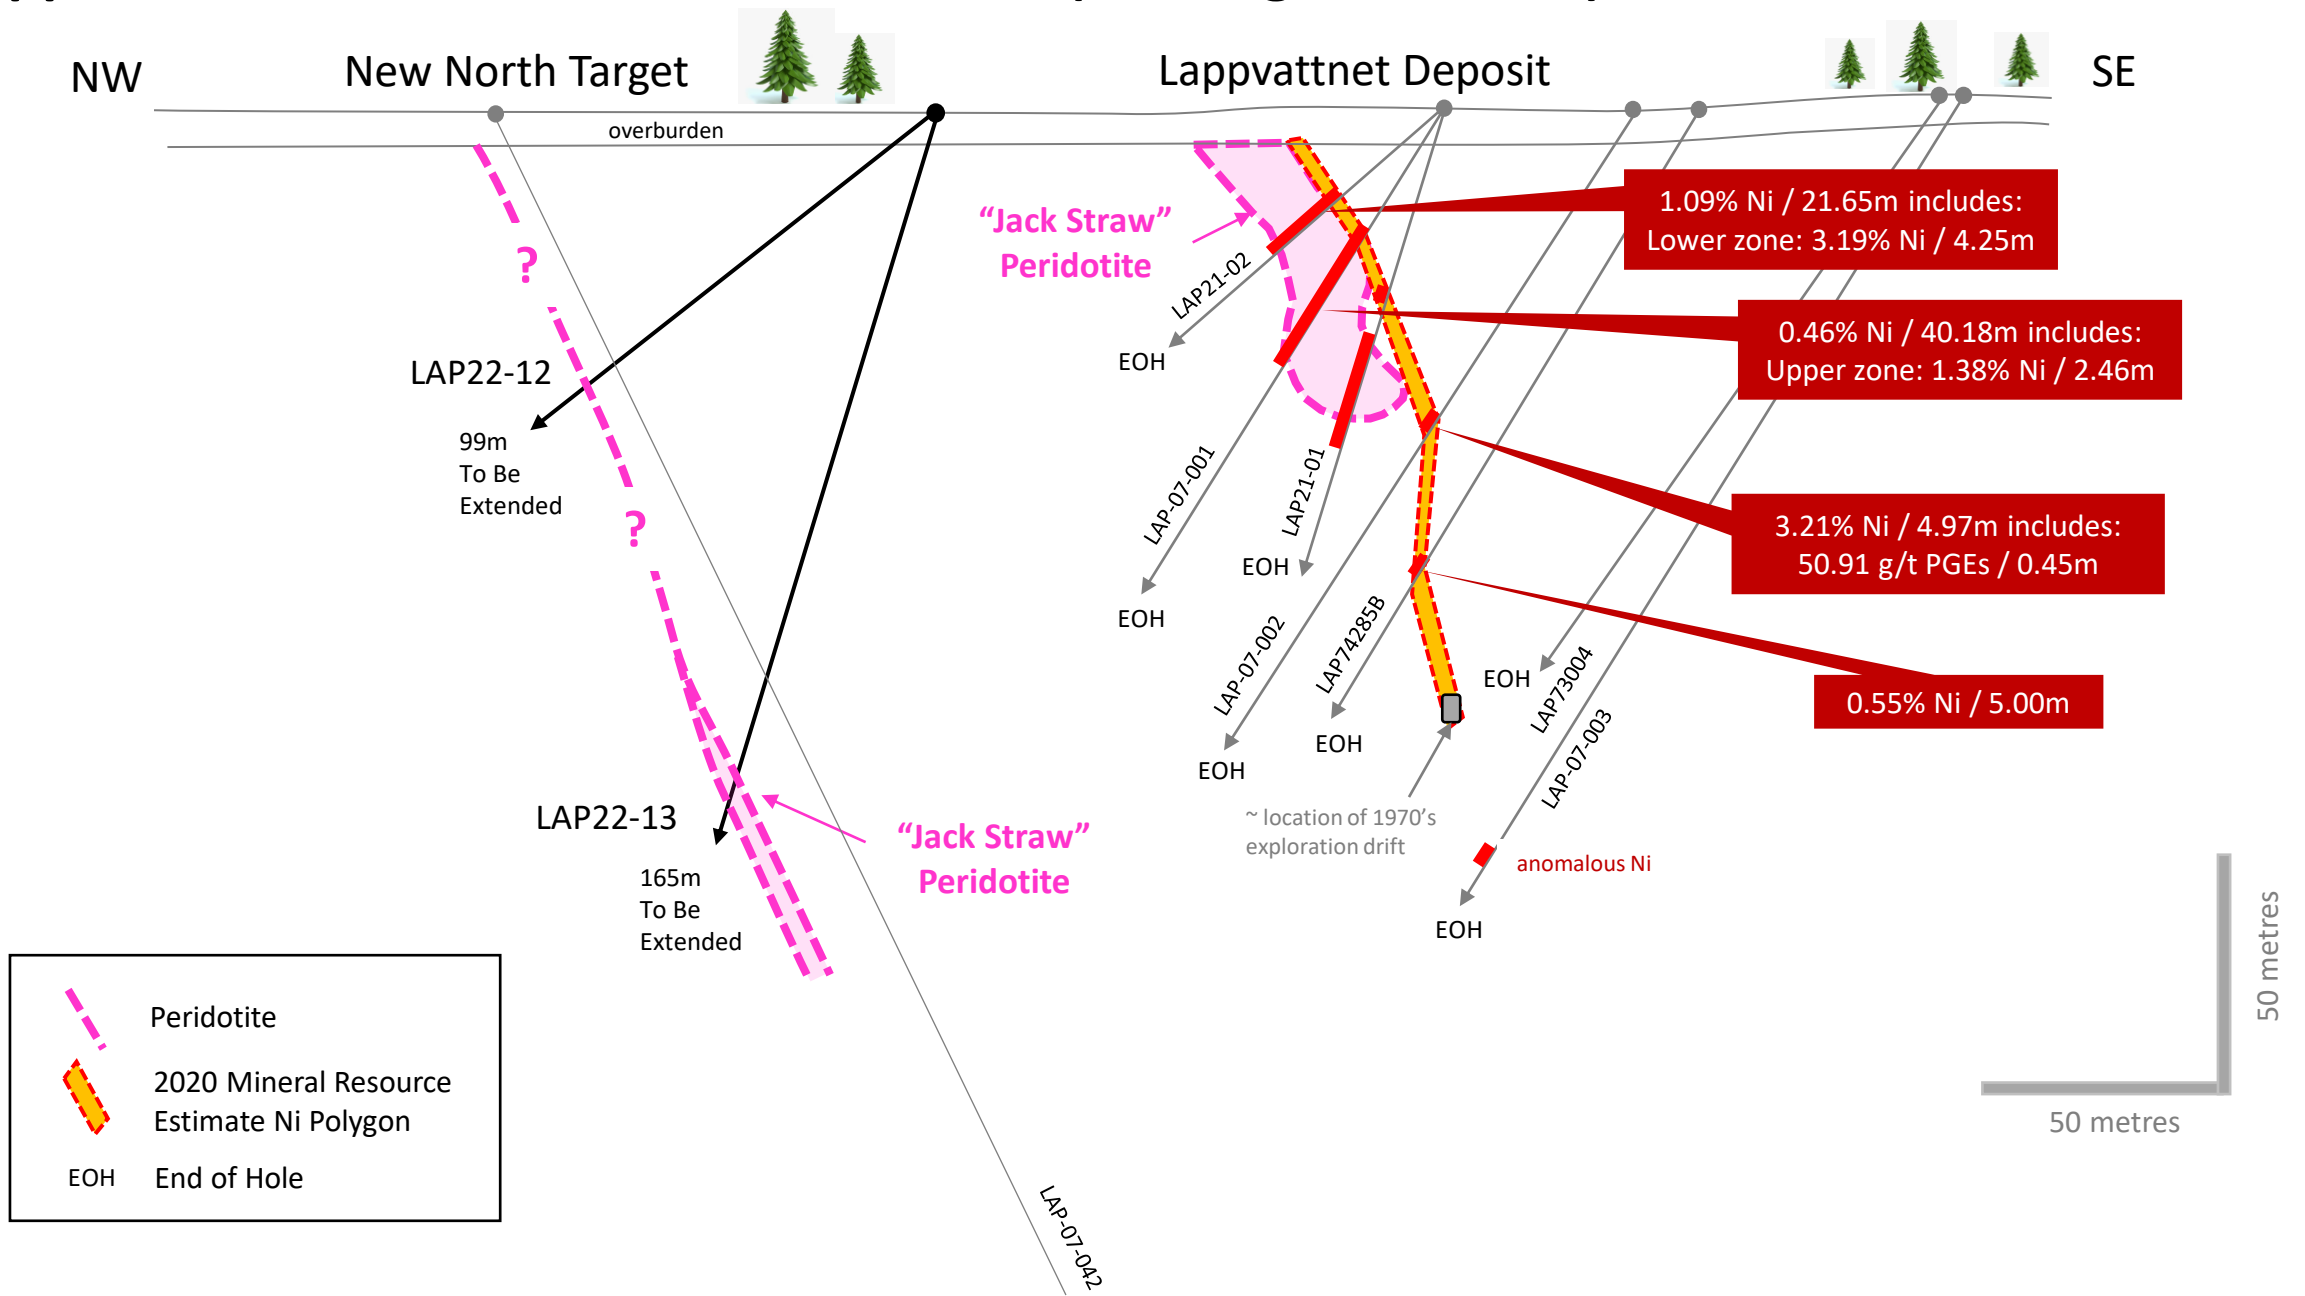 NW
New North Target
Lappvattnet Deposit
SE
overburden
1.09% Ni / 21.65m includes:
Lower zone: 3.19% Ni / 4.25m
“Jack Straw”
Peridotite
LAP21-02
EOH
0.46% Ni / 40.18m includes:
Upper zone: 1.38% Ni / 2.46m
?
LAP22-12
99m
To Be
Extended
?
LAP-07-001
EOH
LAP21-01
EOH
3.21% Ni / 4.97m includes:
50.91 g/t PGEs / 0.45m
LAP-07-002
EOH
LAP74285B
EOH
EOH
LAP73004
LAP-07-003
0.55% Ni / 5.00m
~ location of 1970’s
exploration drift
anomalous Ni
EOH
LAP22-13
165m
To Be
Extended
“Jack Straw”
Peridotite
50 metres
50 metres
LAP-07-042
Peridotite
2020 Mineral Resource
Estimate Ni Polygon
EOH
End of Hole